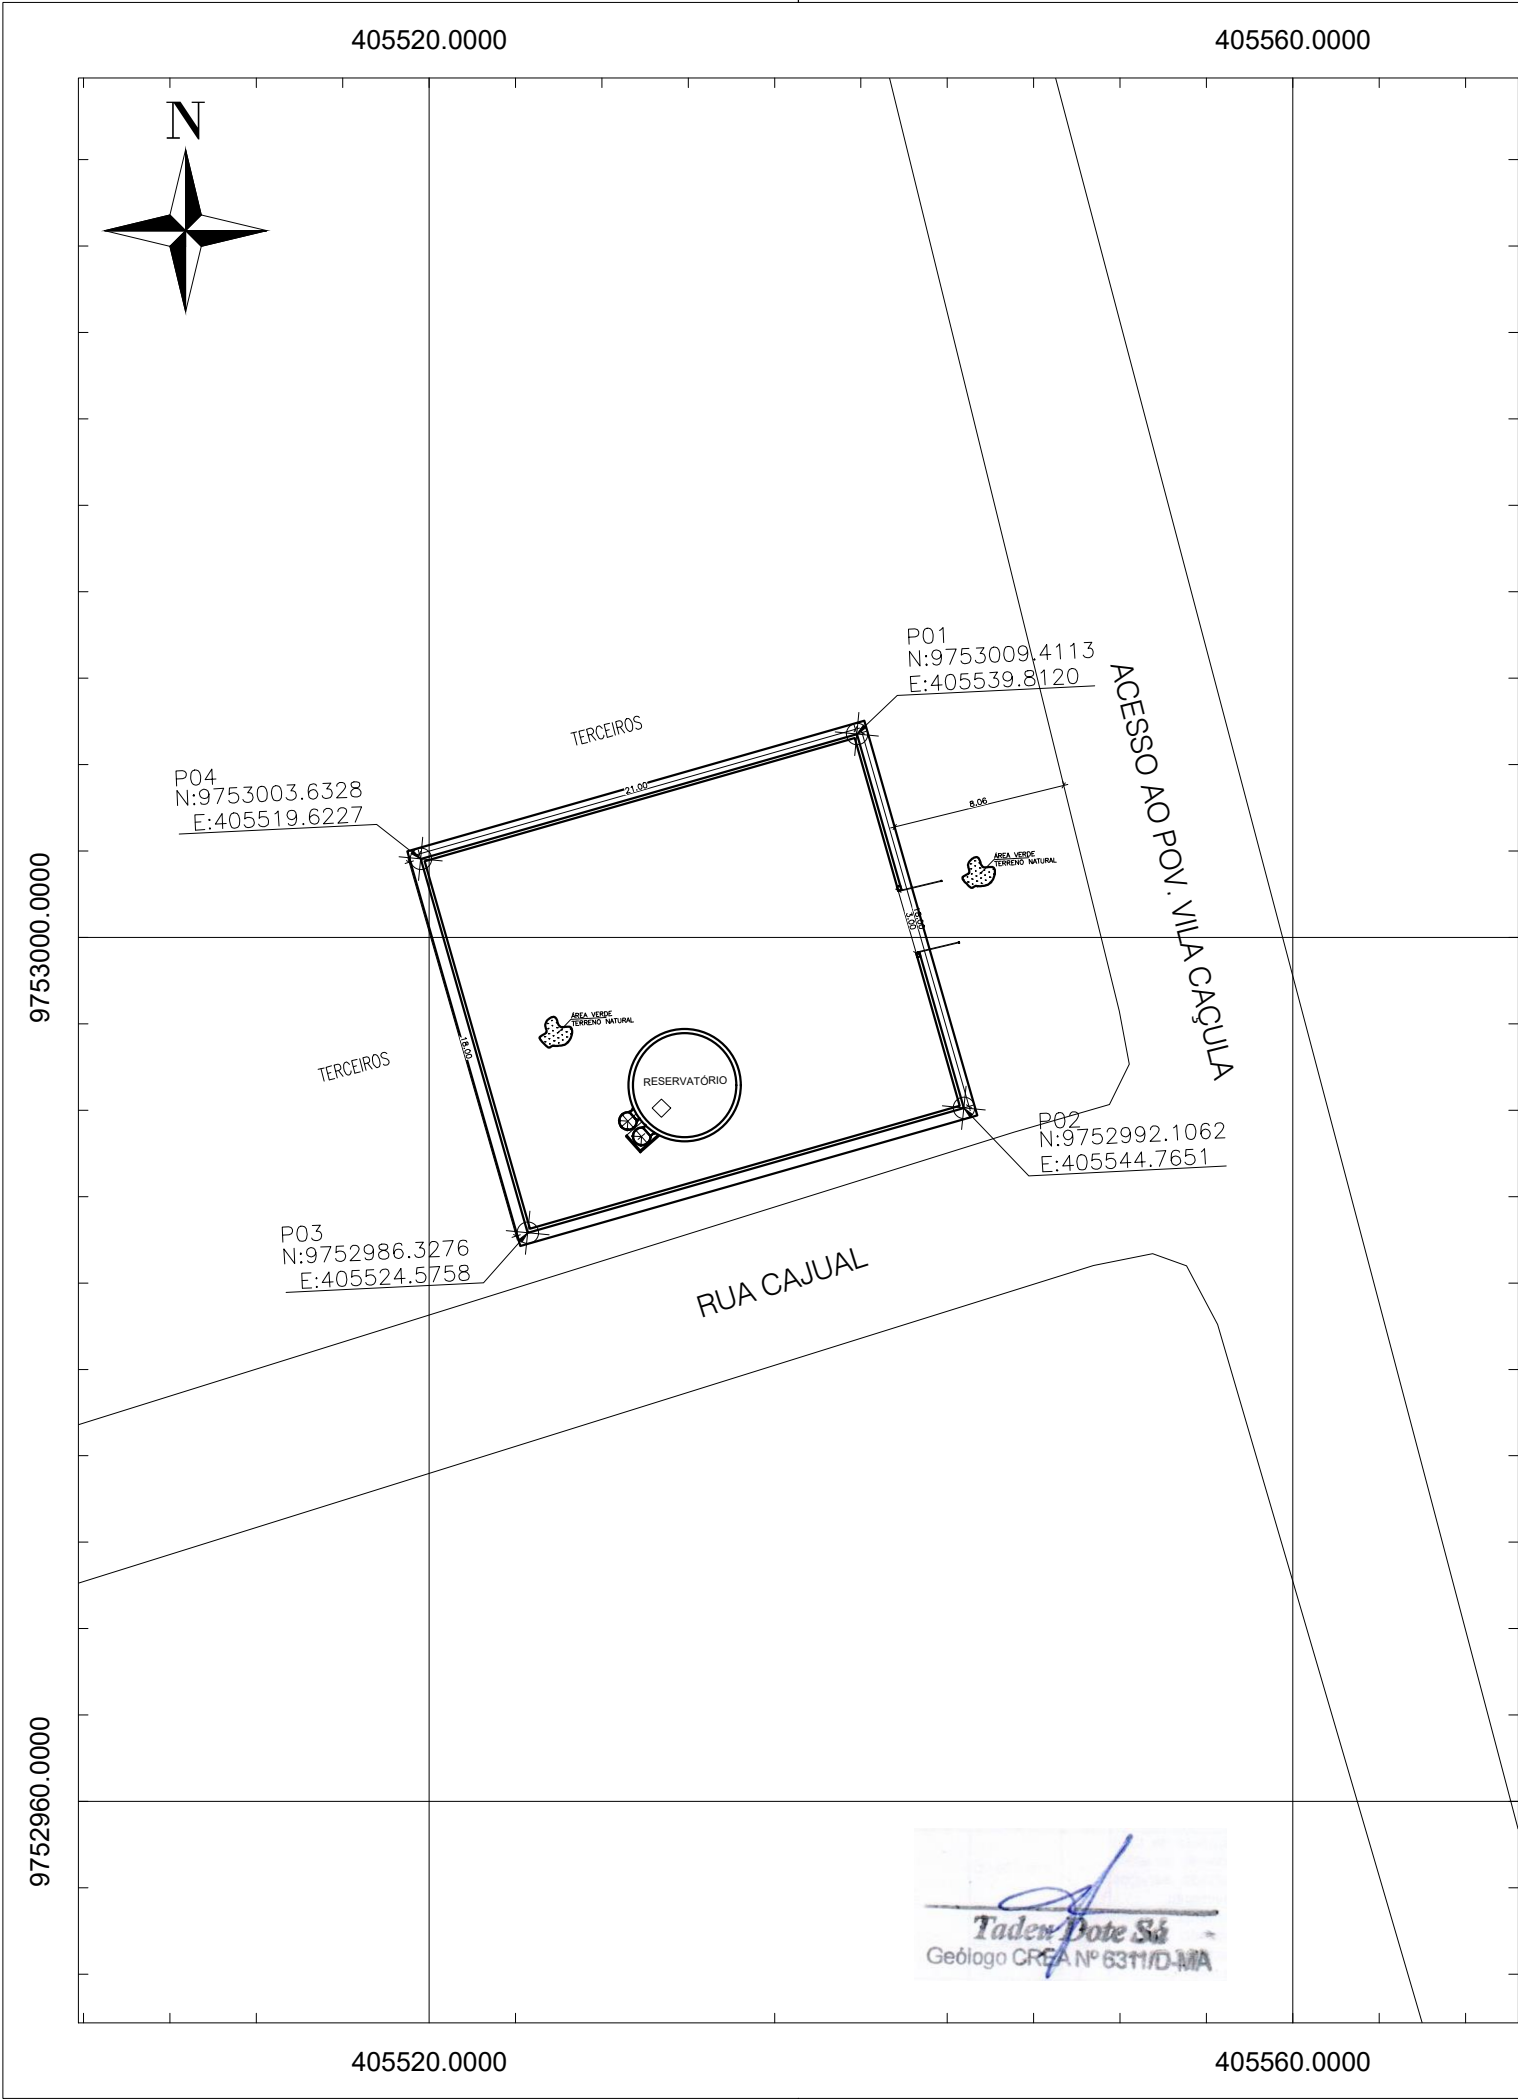 405520.0000
405560.0000
N
P01
N:9753009.4113
E:405539.8120
TERCEIROS
ACESSO AO POV. VILA CAÇULA
P04
N:9753003.6328
E:405519.6227
21.00
8.06
ÁREA VERDE
TERRENO NATURAL
9753000.0000
18.00
3.00
ÁREA VERDE
TERRENO NATURAL
18.00
TERCEIROS
RESERVATÓRIO
P02
N:9752992.1062
E:405544.7651
P03
N:9752986.3276
E:405524.5758
RUA CAJUAL
9752960.0000
Tadeu Dote Sá
Geólogo CREA Nº 6311/D-MA
405520.0000
405560.0000